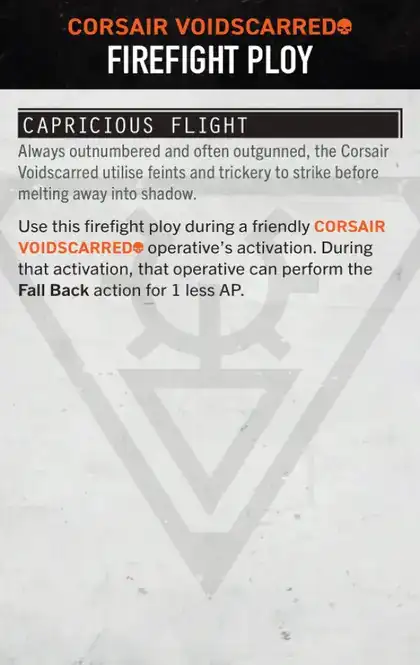 CORSAIR VOIDSCARRED
FIREFIGHT PLOY
CAPRICIOUS FLIGHT
Always outnumbered and often outgunned, the Corsair
Voidscarred utilise feints and trickery to strike before
melting away into shadow.
Use this firefight ploy during a friendly CORSAIR
VOIDSCARRED operative's activation. During
that activation, that operative can perform the
Fall Back action for 1 less AP.